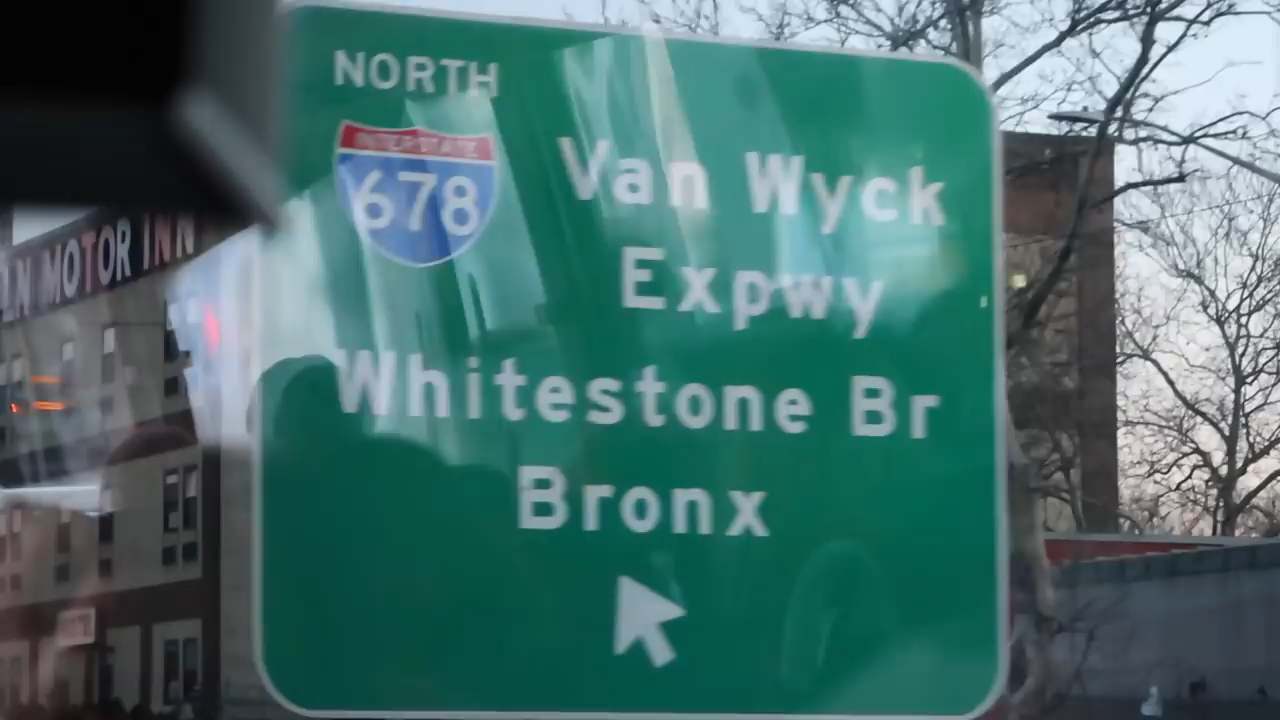 NORTH
INTERSTATE
678
Van Wyck
Expwy
Whitestone Br
Bronx
MOTOR INN